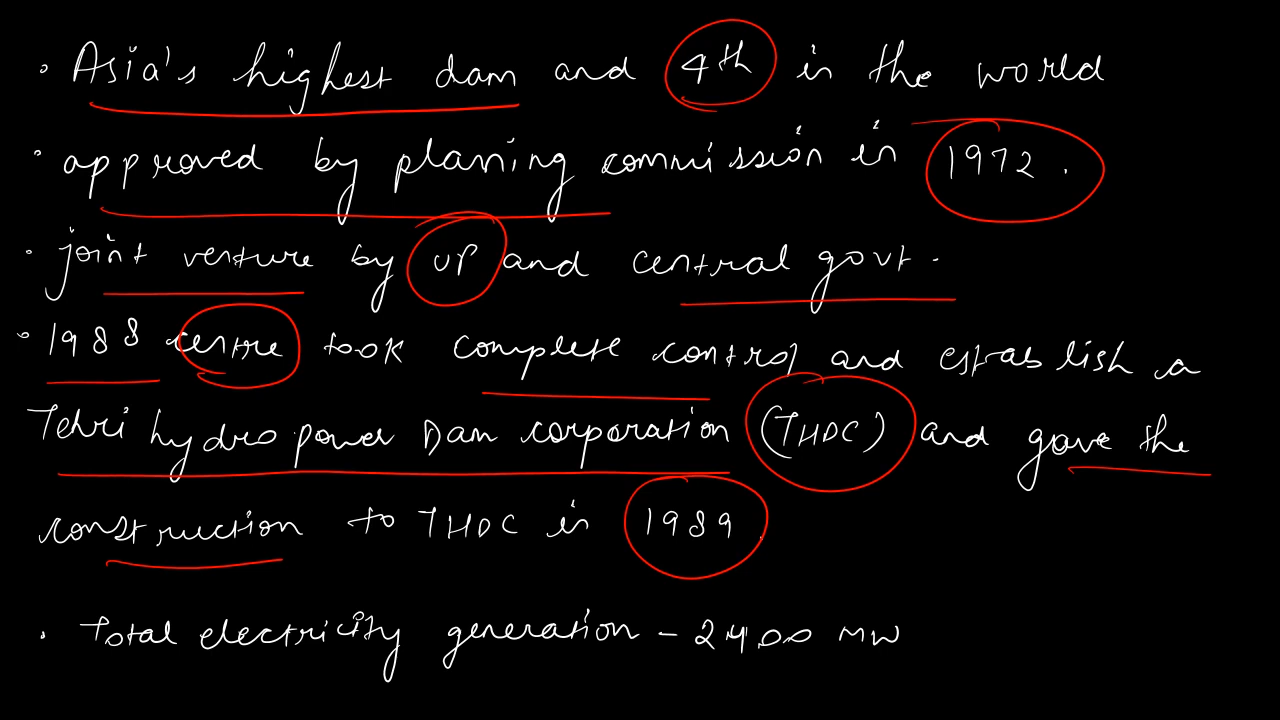 • Asia's highest dam and 4th in the world
• approved by planing commission in 1972.
• joint venture by UP and central govt.
• 1988 centre took complete control and establish a
Tehri hydro power Dam corporation (THDC) and gave the
construction to THDC in 1989.
• Total electricity generation - 2400 MW